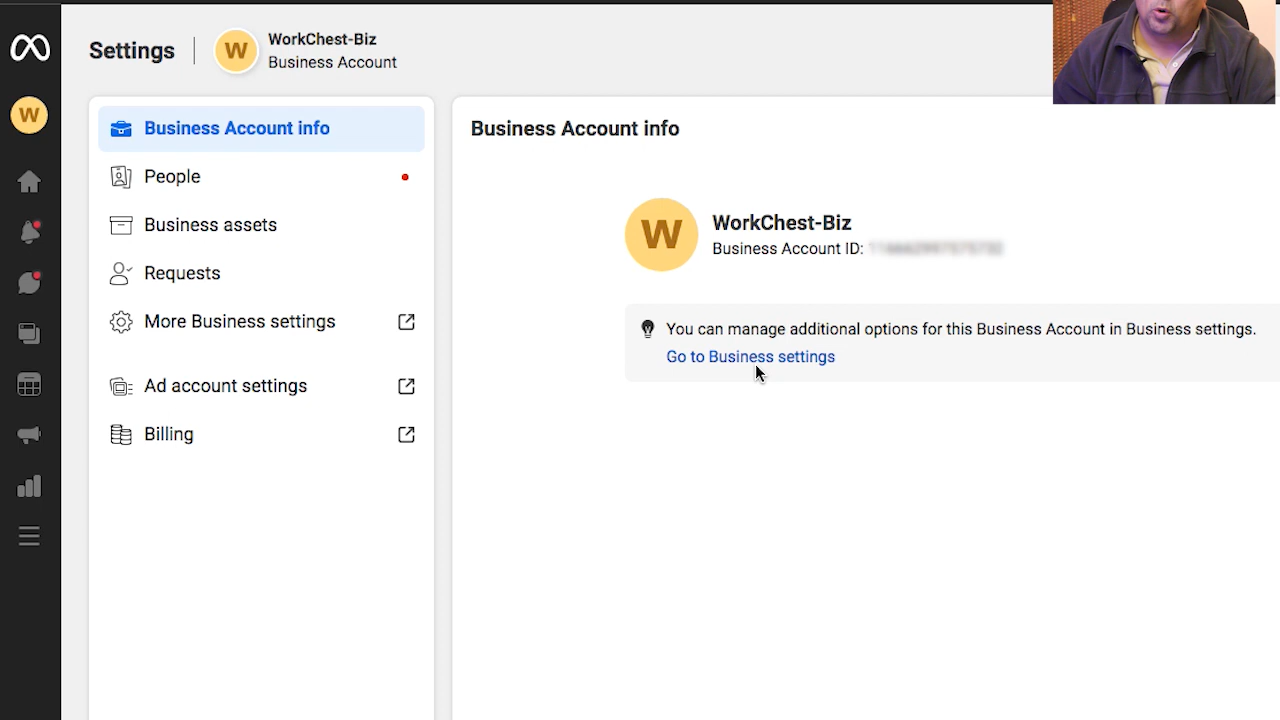 Settings
W
WorkChest-Biz
Business Account
W
Business Account info
People
Business assets
Requests
More Business settings
Ad account settings
Billing
Business Account info
W
WorkChest-Biz
Business Account ID:
You can manage additional options for this Business Account in Business settings.
Go to Business settings